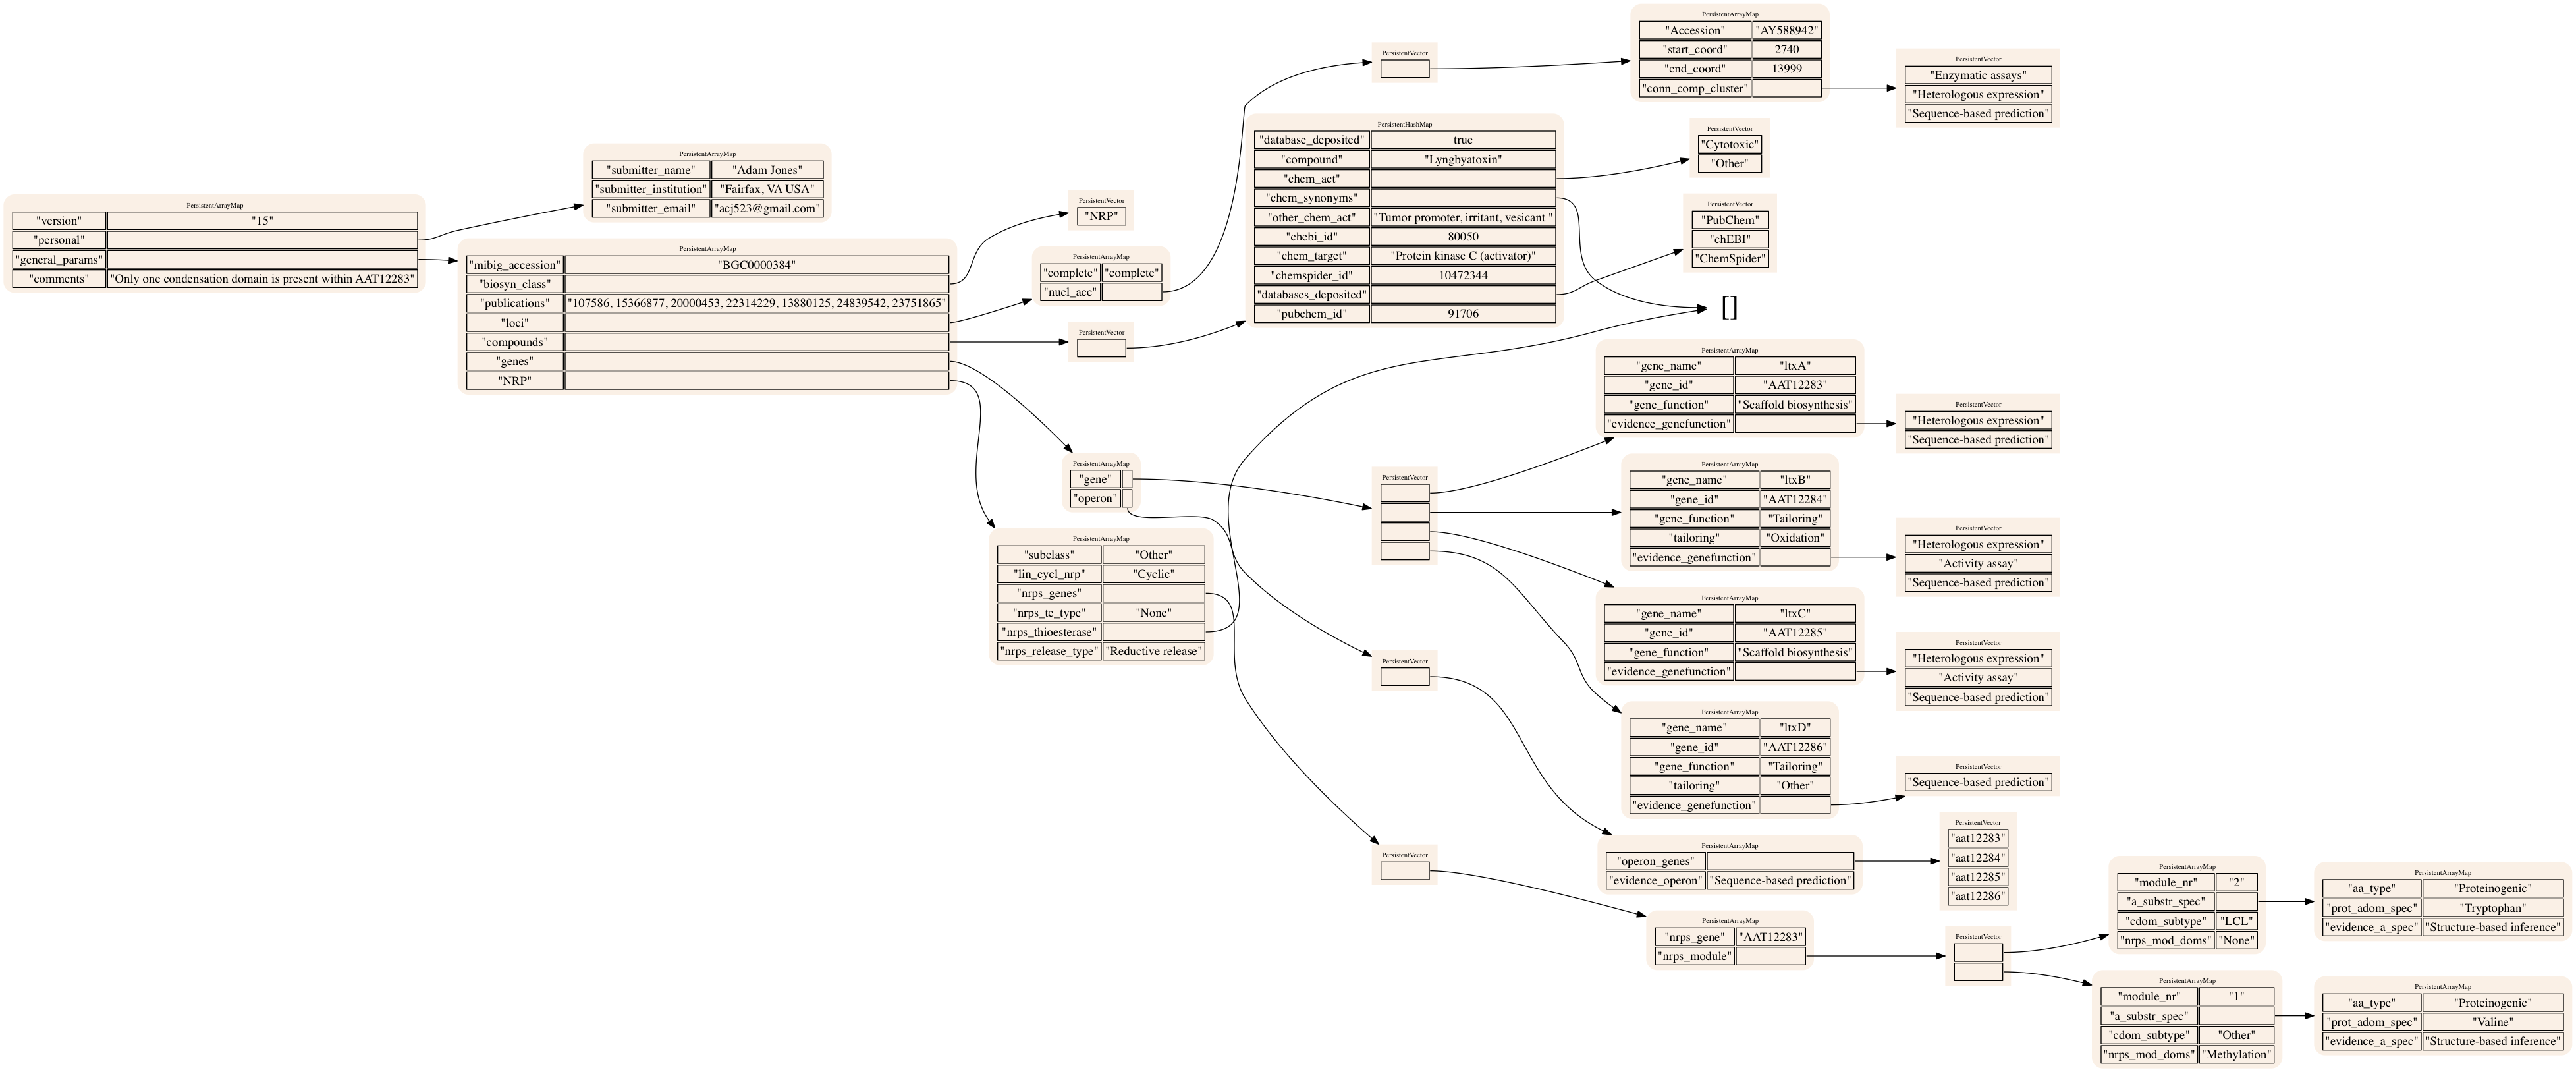 PersistentArrayMap
"version" "15"
"personal"
"general_params"
"comments" "Only one condensation domain is present within AAT12283"
PersistentArrayMap
"submitter_name" "Adam Jones"
"submitter_institution" "Fairfax, VA USA"
"submitter_email" "acj523@gmail.com"
PersistentArrayMap
"mibig_accession" "BGC0000384"
"biosyn_class"
"publications" "107586, 15366877, 20000453, 22314229, 13880125, 24839542, 23751865"
"loci"
"compounds"
"genes"
"NRP"
PersistentVector
"NRP"
PersistentArrayMap
"complete" "complete"
"nucl_acc"
PersistentVector
PersistentArrayMap
"gene"
"operon"
PersistentArrayMap
"subclass" "Other"
"lin_cycl_nrp" "Cyclic"
"nrps_genes"
"nrps_te_type" "None"
"nrps_thioesterase"
"nrps_release_type" "Reductive release"
PersistentVector
PersistentHashMap
"database_deposited" true
"compound" "Lyngbyatoxin"
"chem_act"
"chem_synonyms"
"other_chem_act" "Tumor promoter, irritant, vesicant "
"chebi_id" 80050
"chem_target" "Protein kinase C (activator)"
"chemspider_id" 10472344
"databases_deposited"
"pubchem_id" 91706
PersistentVector
PersistentVector
PersistentVector
PersistentArrayMap
"Accession" "AY588942"
"start_coord" 2740
"end_coord" 13999
"conn_comp_cluster"
PersistentVector
"Enzymatic assays"
"Heterologous expression"
"Sequence-based prediction"
PersistentVector
"Cytotoxic"
"Other"
PersistentVector
"PubChem"
"chEBI"
"ChemSpider"
[]
PersistentArrayMap
"gene_name" "ltxA"
"gene_id" "AAT12283"
"gene_function" "Scaffold biosynthesis"
"evidence_genefunction"
PersistentVector
"Heterologous expression"
"Sequence-based prediction"
PersistentArrayMap
"gene_name" "ltxB"
"gene_id" "AAT12284"
"gene_function" "Tailoring"
"tailoring" "Oxidation"
"evidence_genefunction"
PersistentVector
"Heterologous expression"
"Activity assay"
"Sequence-based prediction"
PersistentArrayMap
"gene_name" "ltxC"
"gene_id" "AAT12285"
"gene_function" "Scaffold biosynthesis"
"evidence_genefunction"
PersistentVector
"Heterologous expression"
"Activity assay"
"Sequence-based prediction"
PersistentArrayMap
"gene_name" "ltxD"
"gene_id" "AAT12286"
"gene_function" "Tailoring"
"tailoring" "Other"
"evidence_genefunction"
PersistentVector
"Sequence-based prediction"
PersistentArrayMap
"operon_genes"
"evidence_operon" "Sequence-based prediction"
PersistentVector
"aat12283"
"aat12284"
"aat12285"
"aat12286"
PersistentArrayMap
"nrps_gene" "AAT12283"
"nrps_module"
PersistentVector
PersistentArrayMap
"module_nr" "2"
"a_substr_spec"
"cdom_subtype" "LCL"
"nrps_mod_doms" "None"
PersistentArrayMap
"aa_type" "Proteinogenic"
"prot_adom_spec" "Tryptophan"
"evidence_a_spec" "Structure-based inference"
PersistentArrayMap
"module_nr" "1"
"a_substr_spec"
"cdom_subtype" "Other"
"nrps_mod_doms" "Methylation"
PersistentArrayMap
"aa_type" "Proteinogenic"
"prot_adom_spec" "Valine"
"evidence_a_spec" "Structure-based inference"